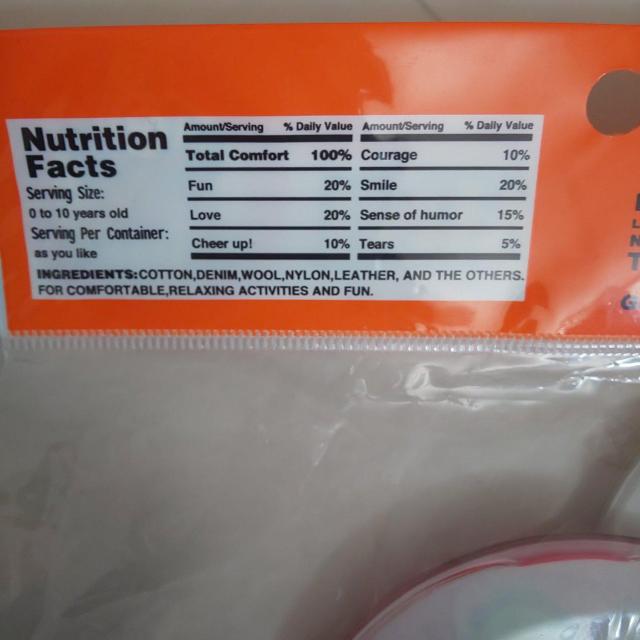 Nutrition
Facts
Serving Size:
0 to 10 years old
Serving Per Container:
as you like
Amount/Serving % Daily Value
Total Comfort 100%
Fun 20%
Love 20%
Cheer up! 10%
Amount/Serving % Daily Value
Courage 10%
Smile 20%
Sense of humor 15%
Tears 5%
INGREDIENTS:COTTON,DENIM,WOOL,NYLON,LEATHER, AND THE OTHERS.
FOR COMFORTABLE,RELAXING ACTIVITIES AND FUN.